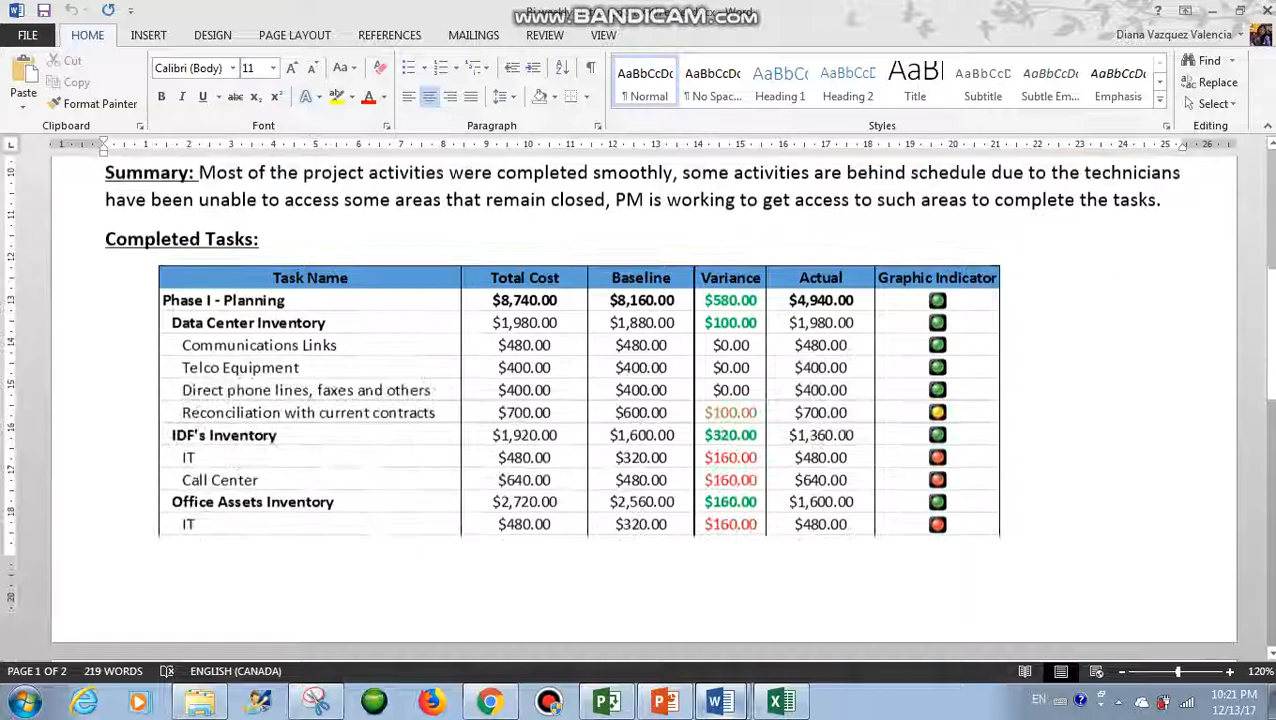 www.BANDICAM.com
Word
FILE HOME INSERT DESIGN PAGE LAYOUT REFERENCES MAILINGS REVIEW VIEW Diana Vazquez Valencia
Paste Cut Copy Format Painter
Calibri (Body) 11
AaBbCcDc AaBbCcDc AaBbCc AaBbCcD AaBl AaBbCcD AaBbCcDc AaBbCcDc
¶ Normal ¶ No Spac... Heading 1 Heading 2 Title Subtitle Subtle Em... Emphasis
Find Replace Select
Clipboard Font Paragraph Styles Editing
Summary: Most of the project activities were completed smoothly, some activities are behind schedule due to the technicians
have been unable to access some areas that remain closed, PM is working to get access to such areas to complete the tasks.
Completed Tasks:
Task Name Total Cost Baseline Variance Actual Graphic Indicator
Phase I - Planning $8,740.00 $8,160.00 $580.00 $4,940.00
Data Center Inventory $1,980.00 $1,880.00 $100.00 $1,980.00
Communications Links $480.00 $480.00 $0.00 $480.00
Telco Equipment $400.00 $400.00 $0.00 $400.00
Direct phone lines, faxes and others $400.00 $400.00 $0.00 $400.00
Reconciliation with current contracts $700.00 $600.00 $100.00 $700.00
IDF's Inventory $1,920.00 $1,600.00 $320.00 $1,360.00
IT $480.00 $320.00 $160.00 $480.00
Call Center $640.00 $480.00 $160.00 $640.00
Office Assets Inventory $2,720.00 $2,560.00 $160.00 $1,600.00
IT $480.00 $320.00 $160.00 $480.00
PAGE 1 OF 2 219 WORDS ENGLISH (CANADA) 120%
EN 10:21 PM
12/13/17